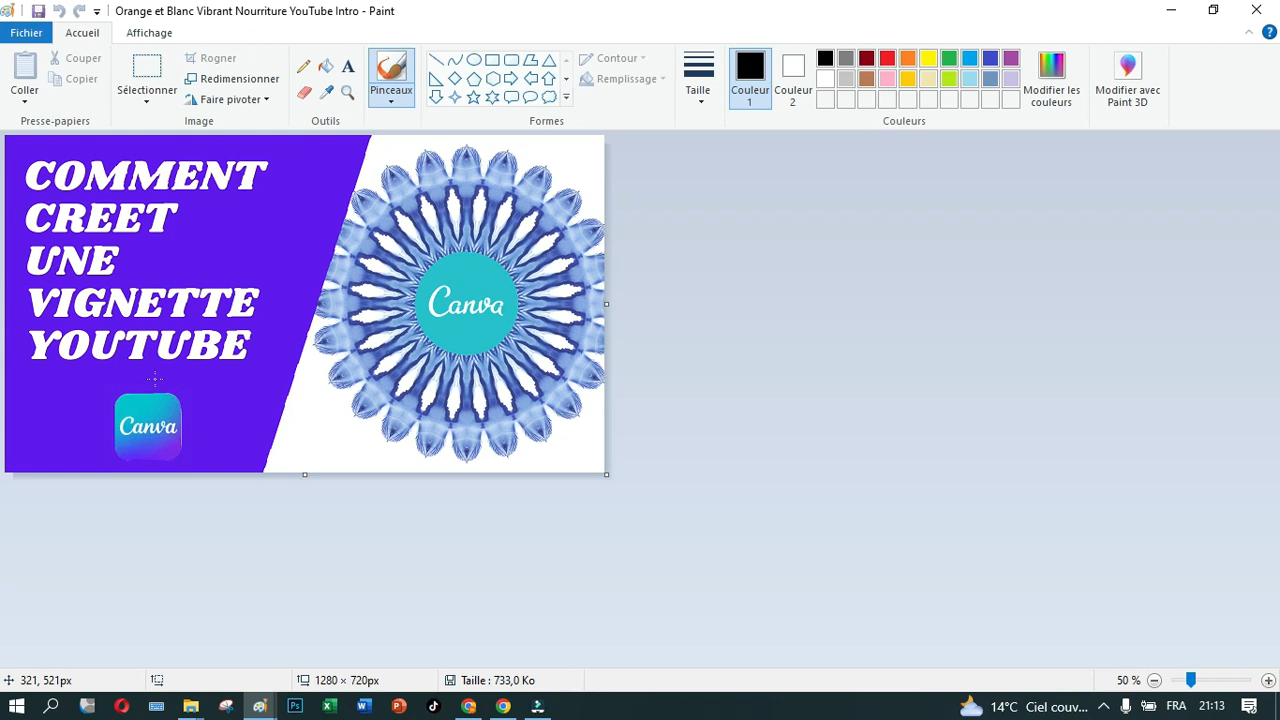 Orange et Blanc Vibrant Nourriture YouTube Intro - Paint
Fichier
Accueil
Affichage
Coller
Couper
Copier
Presse-papiers
Sélectionner
Rogner
Redimensionner
Faire pivoter
Image
A
Outils
Pinceaux
Contour
Remplissage
Formes
Taille
Couleur
1
Couleur
2
Modifier les
couleurs
Couleurs
Modifier avec
Paint 3D
COMMENT
CREET
UNE
VIGNETTE
YOUTUBE
Canva
Canva
321, 521px
1280 × 720px
Taille : 733,0 Ko
50 %
14°C Ciel couv...
FRA
21:13